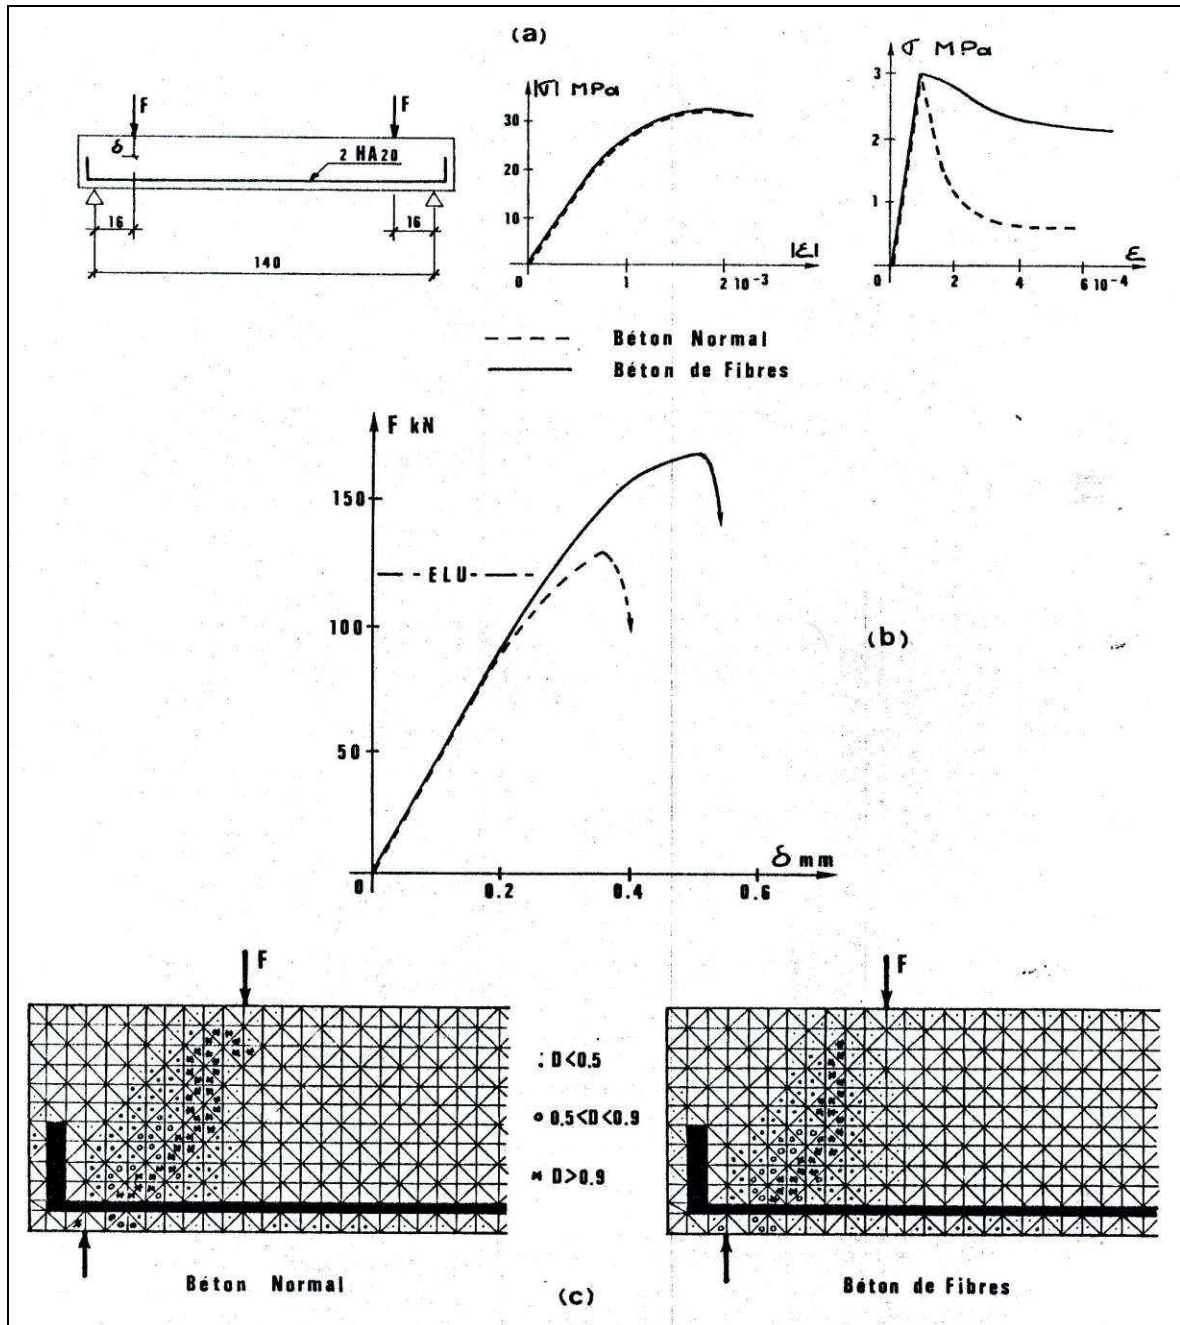 (a)
F
F
δ
2 HA20
16
16
140
|σ| MPa
30
20
10
0
1
2 10⁻³
|ε|
σ MPa
3
2
1
0
2
4
6 10⁻⁴
ε
Béton Normal
Béton de Fibres
F kN
150
ELU
100
50
0
0.2
0.4
0.6
δ mm
(b)
F
F
D<0.5
0.5<D<0.9
D>0.9
Béton Normal
Béton de Fibres
(c)